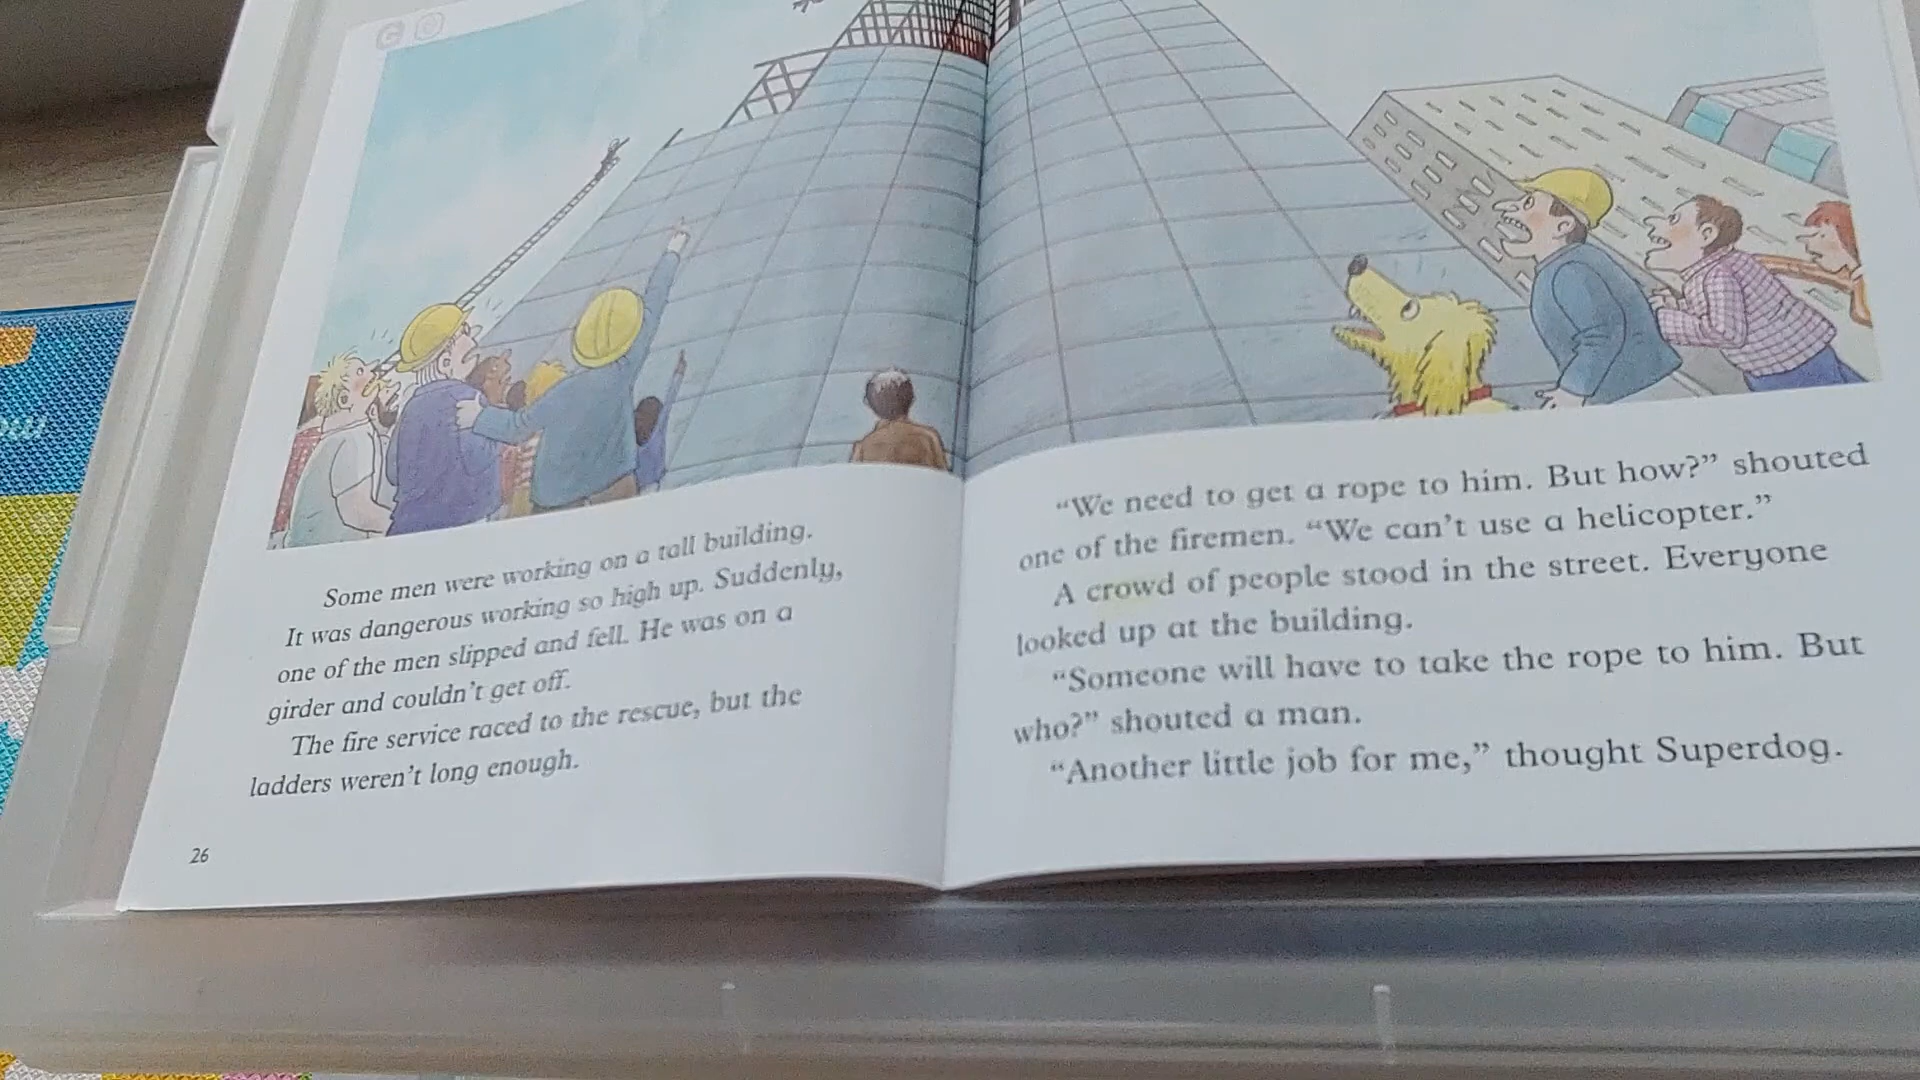 Some men were working on a tall building.
It was dangerous working so high up. Suddenly,
one of the men slipped and fell. He was on a
girder and couldn't get off.
The fire service raced to the rescue, but the
ladders weren't long enough.
26
“We need to get a rope to him. But how?” shouted
one of the firemen. “We can't use a helicopter.”
A crowd of people stood in the street. Everyone
looked up at the building.
“Someone will have to take the rope to him. But
who?” shouted a man.
“Another little job for me,” thought Superdog.